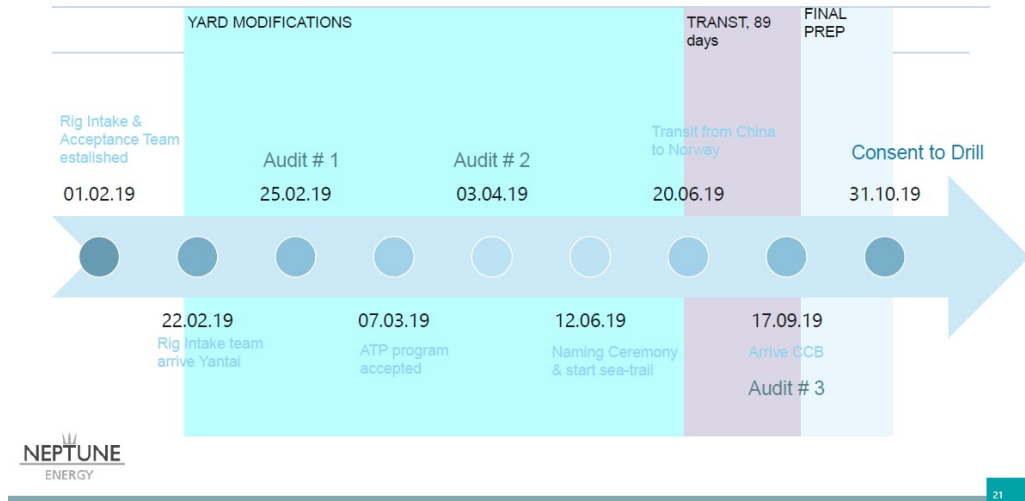 YARD MODIFICATIONS
TRANST, 89
days
FINAL
PREP
Rig Intake &
Acceptance Team
estalished
01.02.19
Audit # 1
25.02.19
Audit # 2
03.04.19
Transit from China
to Norway
20.06.19
Consent to Drill
31.10.19
22.02.19
Rig Intake team
arrive Yantai
07.03.19
ATP program
accepted
12.06.19
Naming Ceremony
& start sea-trail
17.09.19
Arrive CCB
Audit # 3
NEPTUNE
ENERGY
21